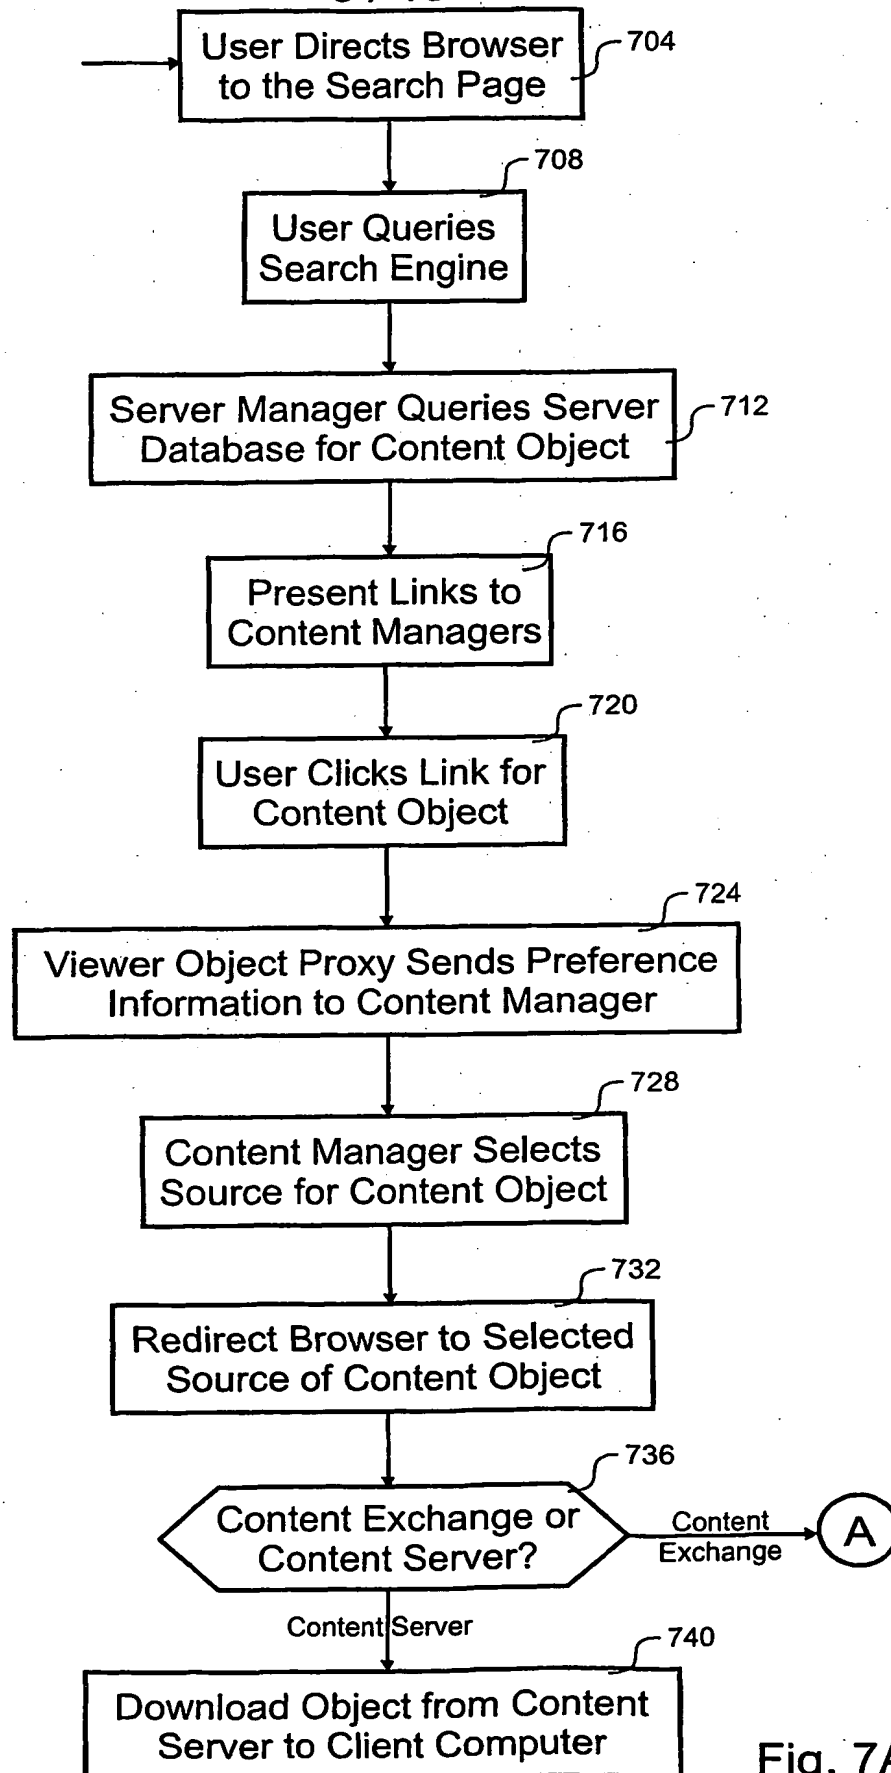 User Directs Browser
to the Search Page
704
708
User Queries
Search Engine
Server Manager Queries Server
Database for Content Object
712
716
Present Links to
Content Managers
720
User Clicks Link for
Content Object
724
Viewer Object Proxy Sends Preference
Information to Content Manager
728
Content Manager Selects
Source for Content Object
732
Redirect Browser to Selected
Source of Content Object
736
Content Exchange or
Content Server?
Content
Exchange
A
Content Server
740
Download Object from Content
Server to Client Computer
Fig. 7A